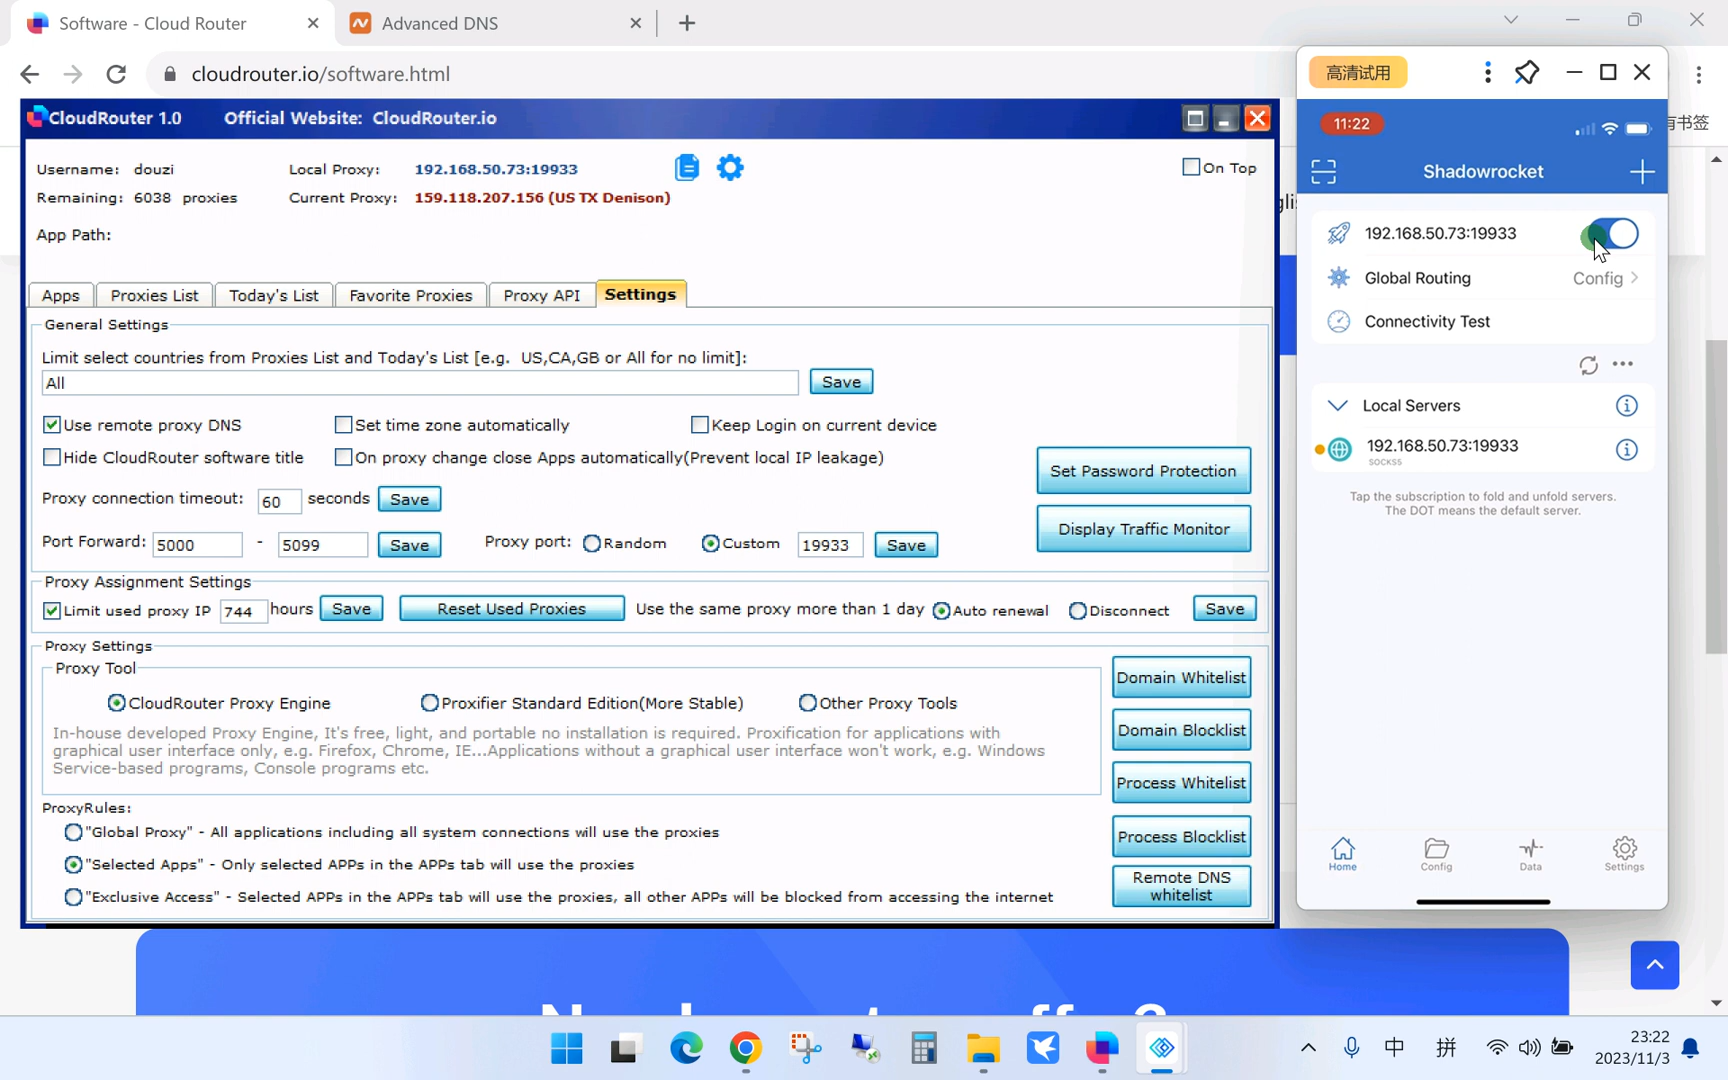 Software - Cloud Router
Advanced DNS
cloudrouter.io/software.html
有书签
CloudRouter 1.0 Official Website: CloudRouter.io
Username: douzi
Local Proxy: 192.168.50.73:19933
On Top
Remaining: 6038 proxies
Current Proxy: 159.118.207.156 (US TX Denison)
App Path:
Apps
Proxies List
Today's List
Favorite Proxies
Proxy API
Settings
General Settings
Limit select countries from Proxies List and Today's List [e.g. US,CA,GB or All for no limit]:
All
Save
Use remote proxy DNS
Set time zone automatically
Keep Login on current device
Hide CloudRouter software title
On proxy change close Apps automatically(Prevent local IP leakage)
Set Password Protection
Proxy connection timeout: 60 seconds Save
Display Traffic Monitor
Port Forward: 5000 - 5099 Save
Proxy port: Random Custom 19933 Save
Proxy Assignment Settings
Limit used proxy IP 744 hours Save
Reset Used Proxies
Use the same proxy more than 1 day Auto renewal Disconnect Save
Proxy Settings
Proxy Tool
CloudRouter Proxy Engine
Proxifier Standard Edition(More Stable)
Other Proxy Tools
In-house developed Proxy Engine, It's free, light, and portable no installation is required. Proxification for applications with
graphical user interface only, e.g. Firefox, Chrome, IE...Applications without a graphical user interface won't work, e.g. Windows
Service-based programs, Console programs etc.
Domain Whitelist
Domain Blocklist
Process Whitelist
Process Blocklist
Remote DNS
whitelist
ProxyRules:
"Global Proxy" - All applications including all system connections will use the proxies
"Selected Apps" - Only selected APPs in the APPs tab will use the proxies
"Exclusive Access" - Selected APPs in the APPs tab will use the proxies, all other APPs will be blocked from accessing the internet
高清试用
11:22
Shadowrocket
192.168.50.73:19933
Global Routing
Config
Connectivity Test
Local Servers
192.168.50.73:19933
SOCKS5
Tap the subscription to fold and unfold servers.
The DOT means the default server.
Home
Config
Data
Settings
中
拼
23:22
2023/11/3